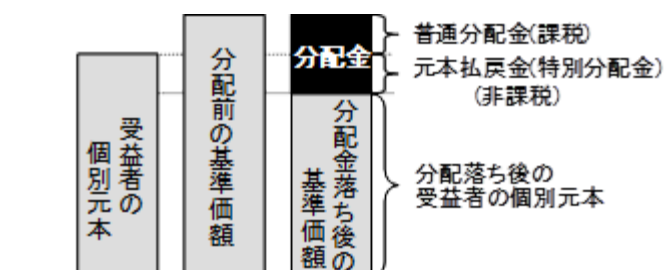 受益者の
個別元本
分配前の基準価額
分配金
分配金落ち後の
基準価額
普通分配金(課税)
元本払戻金(特別分配金)
(非課税)
分配落ち後の
受益者の個別元本